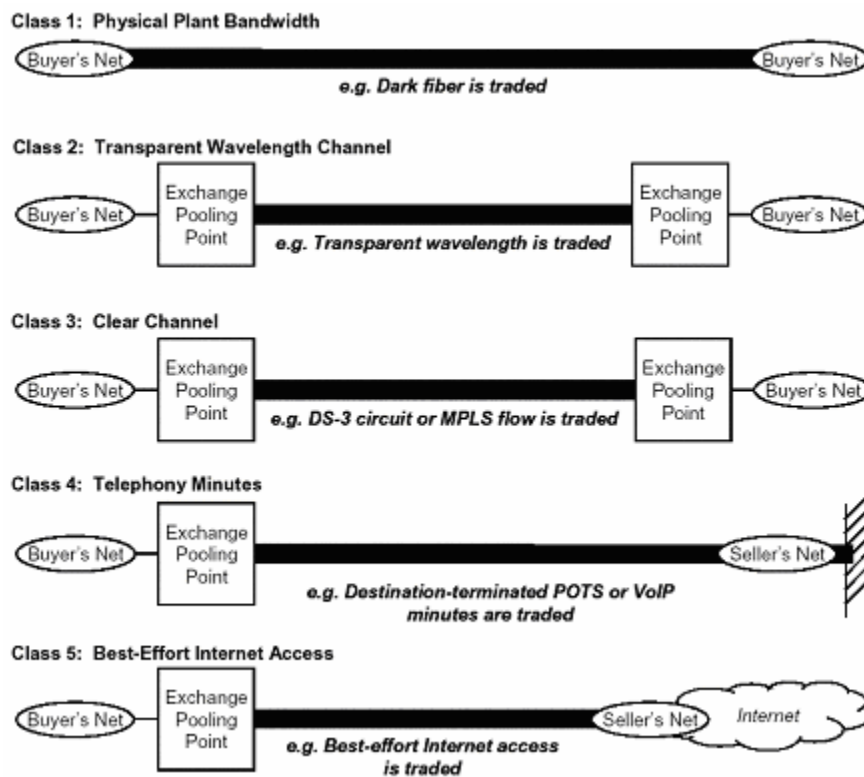 Class 1: Physical Plant Bandwidth
Buyer's Net
Buyer's Net
e.g. Dark fiber is traded
Class 2: Transparent Wavelength Channel
Buyer's Net
Exchange
Pooling
Point
Exchange
Pooling
Point
Buyer's Net
e.g. Transparent wavelength is traded
Class 3: Clear Channel
Buyer's Net
Exchange
Pooling
Point
Exchange
Pooling
Point
Buyer's Net
e.g. DS-3 circuit or MPLS flow is traded
Class 4: Telephony Minutes
Buyer's Net
Exchange
Pooling
Point
Seller's Net
e.g. Destination-terminated POTS or VoIP
minutes are traded
Class 5: Best-Effort Internet Access
Buyer's Net
Exchange
Pooling
Point
Seller's Net
Internet
e.g. Best-effort Internet access
is traded